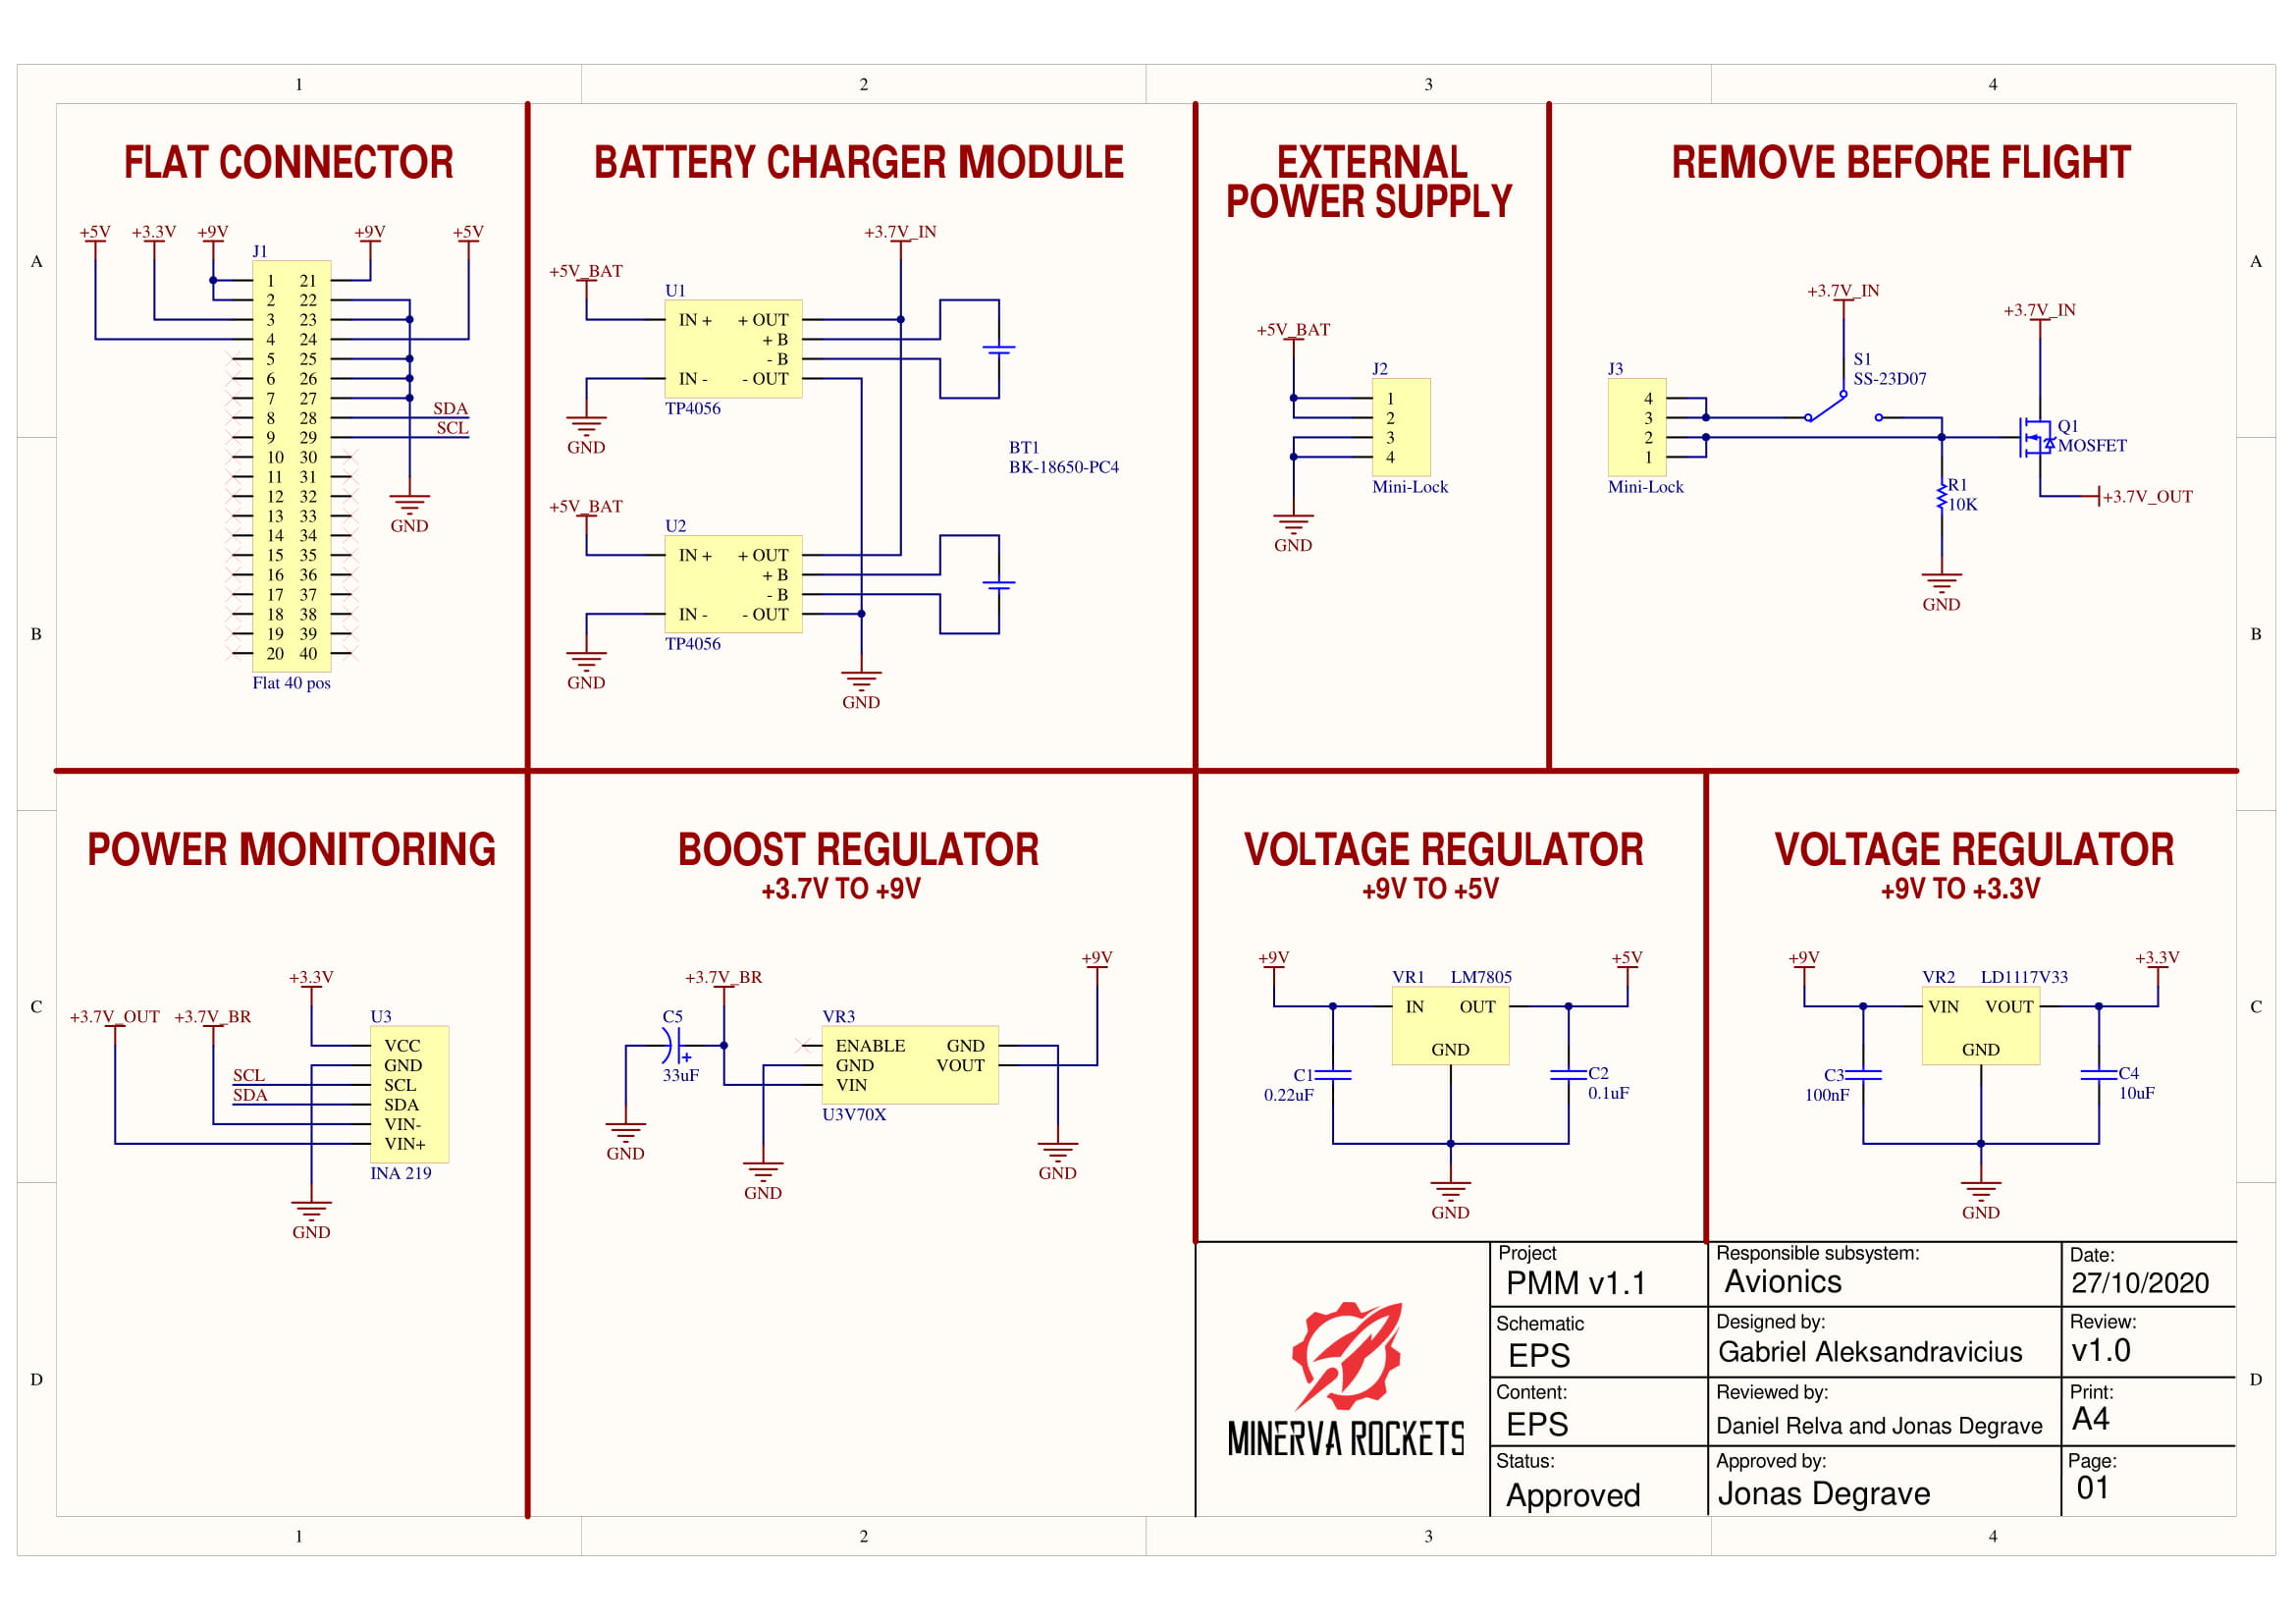 1 2 3 4
A
B
C
D
FLAT CONNECTOR
+5V +3.3V +9V +9V +5V
J1
1 21
2 22
3 23
4 24
5 25
6 26
7 27
8 28 SDA
9 29 SCL
10 30
11 31
12 32
13 33
14 34
15 35
16 36
17 37
18 38
19 39
20 40
GND
Flat 40 pos
BATTERY CHARGER MODULE
+3.7V_IN
+5V_BAT
U1
IN + + OUT
+ B
- B
IN - - OUT
TP4056
GND
BT1
BK-18650-PC4
+5V_BAT
U2
IN + + OUT
+ B
- B
IN - - OUT
TP4056
GND
GND
EXTERNAL
POWER SUPPLY
+5V_BAT
J2
1
2
3
4
Mini-Lock
GND
REMOVE BEFORE FLIGHT
+3.7V_IN
+3.7V_IN
S1
SS-23D07
J3
4
3
2
1
Mini-Lock
Q1
MOSFET
R1
10K
+3.7V_OUT
GND
A
B
C
D
POWER MONITORING
+3.3V
+3.7V_OUT +3.7V_BR
U3
VCC
GND
SCL SCL
SDA SDA
VIN-
VIN+
INA 219
GND
BOOST REGULATOR
+3.7V TO +9V
+9V
+3.7V_BR
C5
+
33uF
VR3
ENABLE GND
GND VOUT
VIN
U3V70X
GND
GND
GND
VOLTAGE REGULATOR
+9V TO +5V
+9V +5V
VR1 LM7805
IN OUT
GND
C1
0.22uF
C2
0.1uF
GND
VOLTAGE REGULATOR
+9V TO +3.3V
+9V +3.3V
VR2 LD1117V33
VIN VOUT
GND
C3
100nF
C4
10uF
GND
MINERVA ROCKETS
Project
PMM v1.1
Responsible subsystem:
Avionics
Date:
27/10/2020
Schematic
EPS
Designed by:
Gabriel Aleksandravicius
Review:
v1.0
Content:
EPS
Reviewed by:
Daniel Relva and Jonas Degrave
Print:
A4
Status:
Approved
Approved by:
Jonas Degrave
Page:
01
1 2 3 4